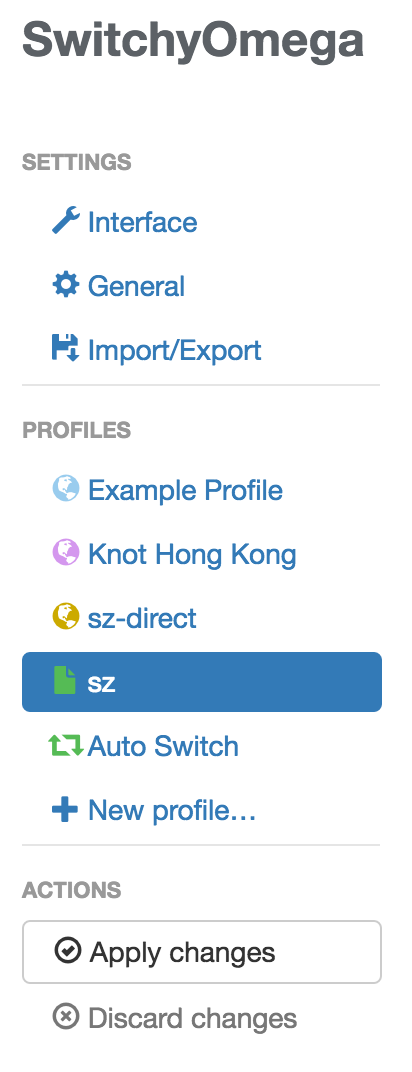 SwitchyOmega
SETTINGS
Interface
General
Import/Export
PROFILES
Example Profile
Knot Hong Kong
sz-direct
sz
Auto Switch
New profile…
ACTIONS
Apply changes
Discard changes